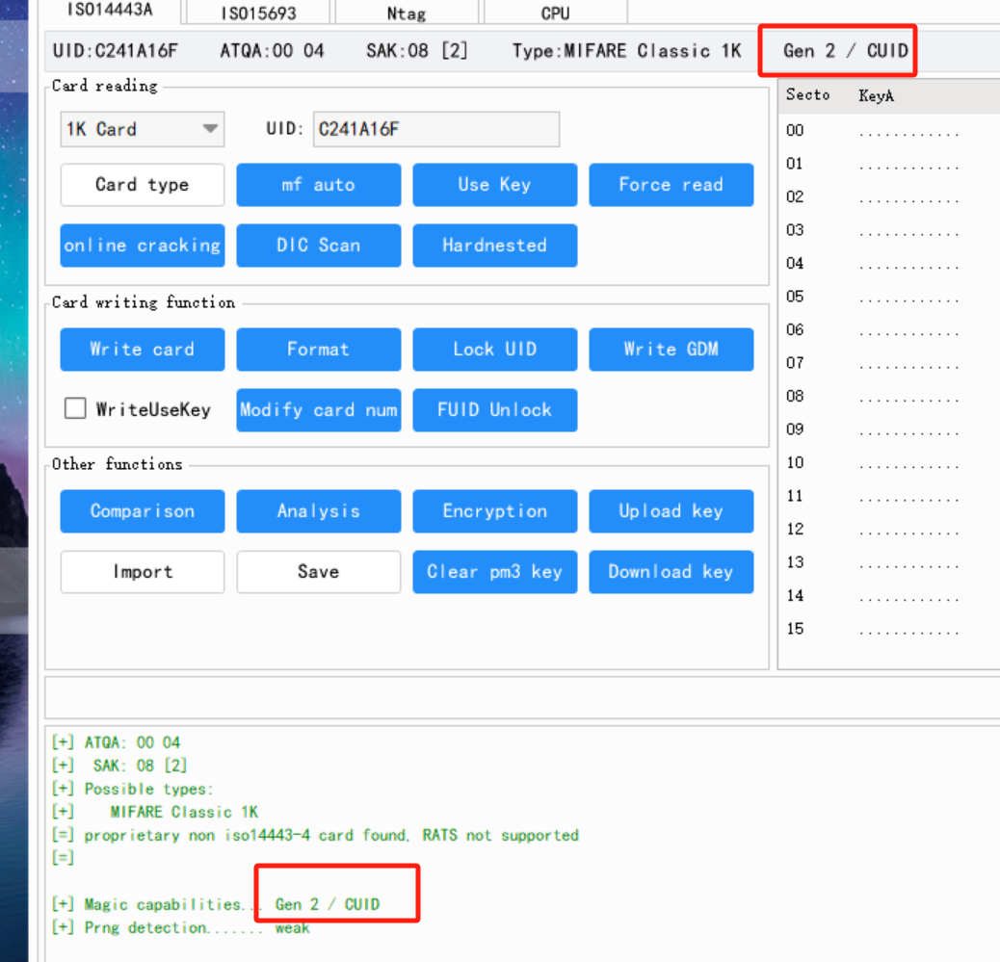 ISO14443A ISO15693 Ntag CPU
UID:C241A16F ATQA:00 04 SAK:08 [2] Type:MIFARE Classic 1K Gen 2 / CUID
Card reading
1K Card UID: C241A16F
Card type mf auto Use Key Force read
online cracking DIC Scan Hardnested
Card writing function
Write card Format Lock UID Write GDM
WriteUseKey Modify card num FUID Unlock
Other functions
Comparison Analysis Encryption Upload key
Import Save Clear pm3 key Download key
Secto KeyA
00 ............
01 ............
02 ............
03 ............
04 ............
05 ............
06 ............
07 ............
08 ............
09 ............
10 ............
11 ............
12 ............
13 ............
14 ............
15 ............
[+] ATQA: 00 04
[+] SAK: 08 [2]
[+] Possible types:
[+] MIFARE Classic 1K
[=] proprietary non iso14443-4 card found, RATS not supported
[=]
[+] Magic capabilities... Gen 2 / CUID
[+] Prng detection....... weak